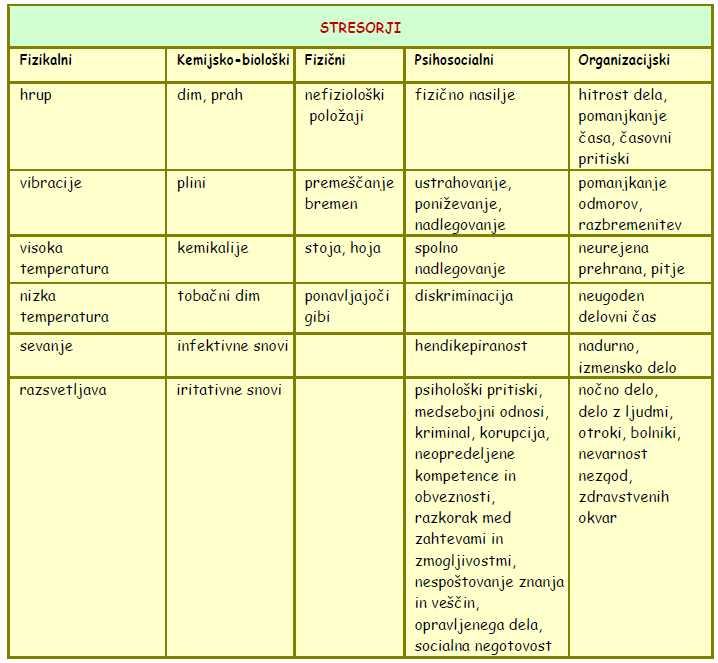 STRESORJI
Fizikalni
Kemijsko-biološki
Fizični
Psihosocialni
Organizacijski
hrup
dim, prah
nefiziološki
položaji
fizično nasilje
hitrost dela,
pomanjkanje
časa, časovni
pritiski
vibracije
plini
premeščanje
bremen
ustrahovanje,
poniževanje,
nadlegovanje
pomanjkanje
odmorov,
razbremenitev
visoka
temperatura
kemikalije
stoja, hoja
spolno
nadlegovanje
neurejena
prehrana, pitje
nizka
temperatura
tobačni dim
ponavljajoči
gibi
diskriminacija
neugoden
delovni čas
sevanje
infektivne snovi
hendikepiranost
nadurno,
izmensko delo
razsvetljava
iritativne snovi
psihološki pritiski,
medsebojni odnosi,
kriminal, korupcija,
neopredeljene
kompetence in
obveznosti,
razkorak med
zahtevami in
zmogljivostmi,
nespoštovanje znanja
in veščin,
opravljenega dela,
socialna negotovost
nočno delo,
delo z ljudmi,
otroki, bolniki,
nevarnost
nezgod,
zdravstvenih
okvar